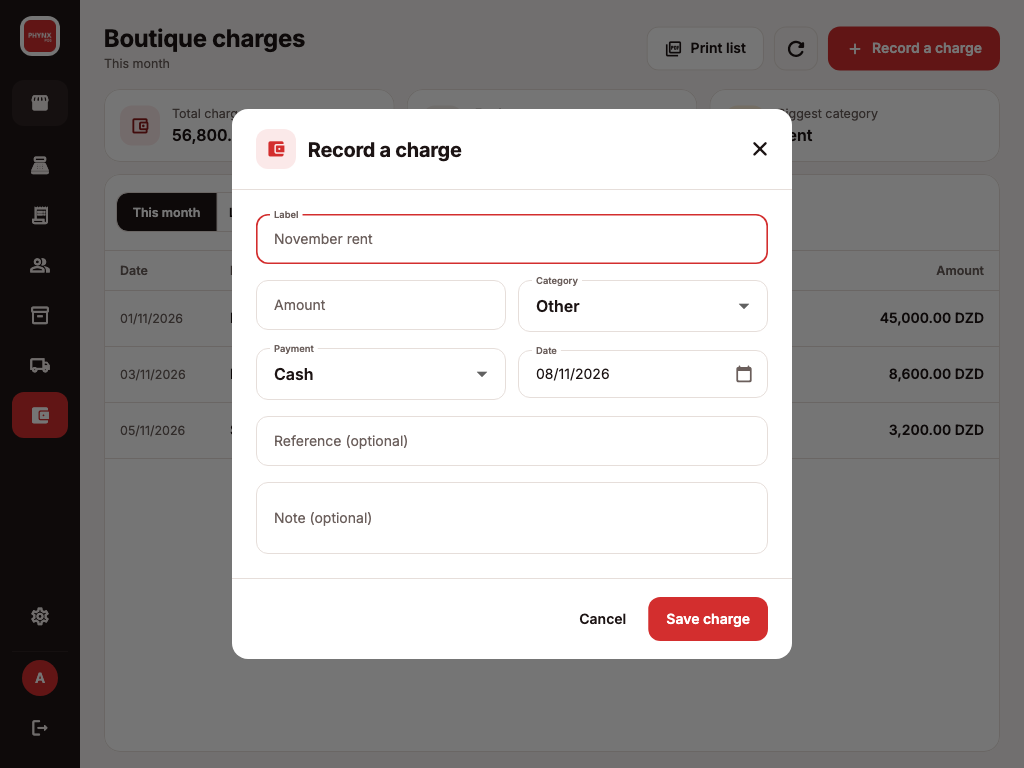 PHYNX
Boutique charges
This month
Print list
Record a charge
Total
56,800.
category
This month
Date
Amount
01/11/2026
45,000.00 DZD
03/11/2026
8,600.00 DZD
05/11/2026
3,200.00 DZD
A
Record a charge
Label
November rent
Amount
Category
Other
Payment
Cash
Date
08/11/2026
Reference (optional)
Note (optional)
Cancel
Save charge